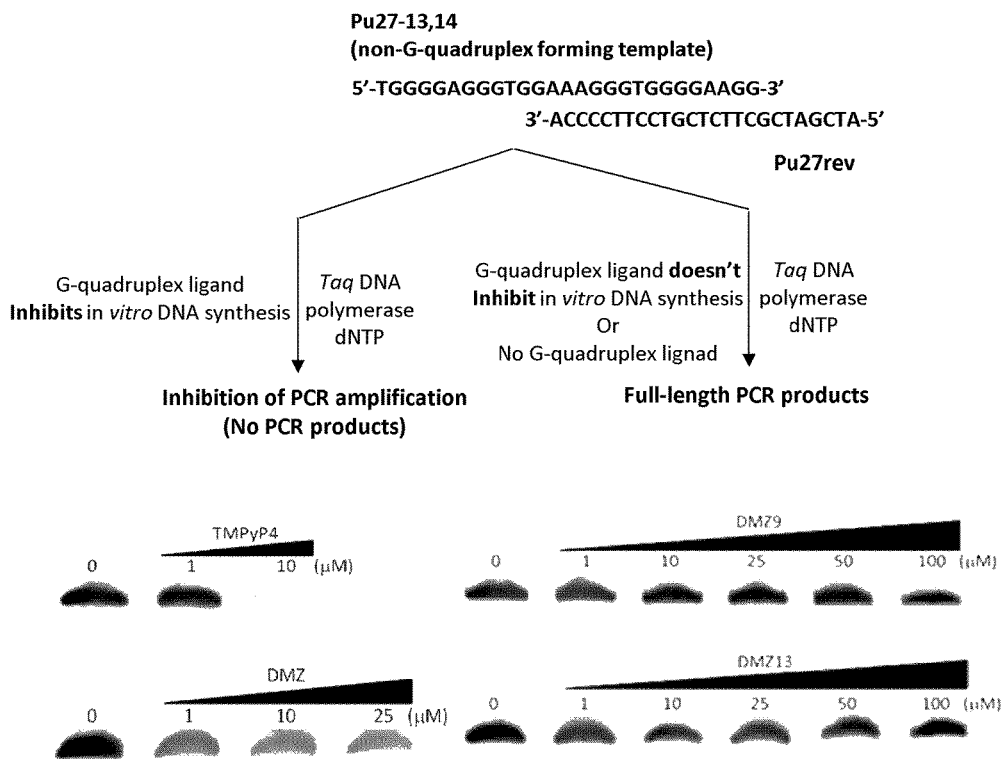 Pu27-13,14
(non-G-quadruplex forming template)
5'-TGGGGAGGGTGGAAAGGGTGGGGAAGG-3'
3'-ACCCCTTCCTGCTCTTCGCTAGCTA-5'
Pu27rev
G-quadruplex ligand
Inhibits in vitro DNA synthesis
Taq DNA
polymerase
dNTP
G-quadruplex ligand doesn't
Inhibit in vitro DNA synthesis
Or
No G-quadruplex lignad
Taq DNA
polymerase
dNTP
Inhibition of PCR amplification
(No PCR products)
Full-length PCR products
TMPyP4
0 1 10 (μM)
DMZ9
0 1 10 25 50 100 (μM)
DMZ
0 1 10 25 (μM)
DMZ13
0 1 10 25 50 100 (μM)